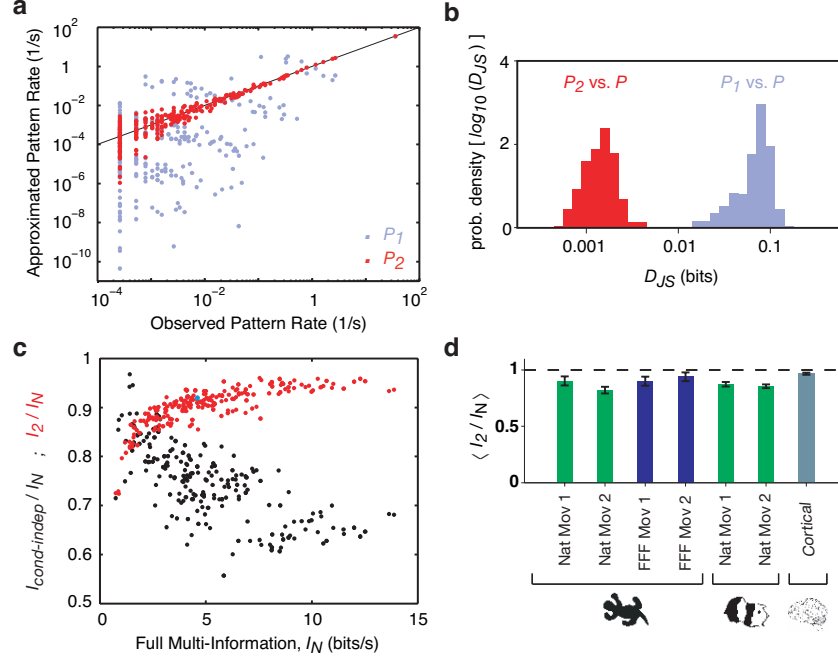 a
Approximated Pattern Rate (1/s)
10^2
1
10^-2
10^-4
10^-6
10^-8
10^-10
P1
P2
10^-4
10^-2
1
10^2
Observed Pattern Rate (1/s)
b
prob. density [ log10 (DJS) ]
4
2
0
P2 vs. P
P1 vs. P
0.001
0.01
0.1
DJS (bits)
c
Icond-indep / IN ; I2 / IN
1
0.9
0.8
0.7
0.6
0.5
0
5
10
15
Full Multi-Information, IN (bits/s)
d
⟨ I2 / IN ⟩
1
0.5
0
Nat Mov 1
Nat Mov 2
FFF Mov 1
FFF Mov 2
Nat Mov 1
Nat Mov 2
Cortical